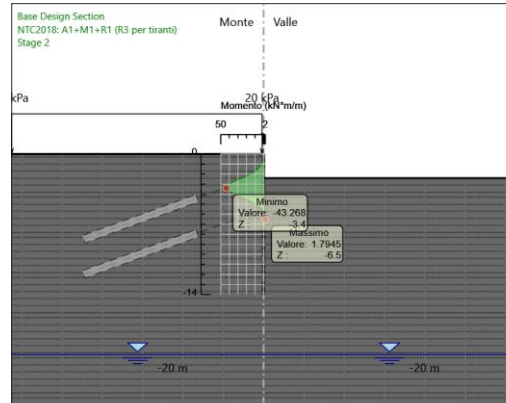 Base Design Section
NTC2018: A1+M1+R1 (R3 per tiranti)
Stage 2
Monte
Valle
kPa
20 kPa
Momento (kN*m/m)
50
2
0
Minimo
Valore: -43.268
Z : -3.4
Massimo
Valore: 1.7945
Z : -6.5
-14
-20 m
-20 m